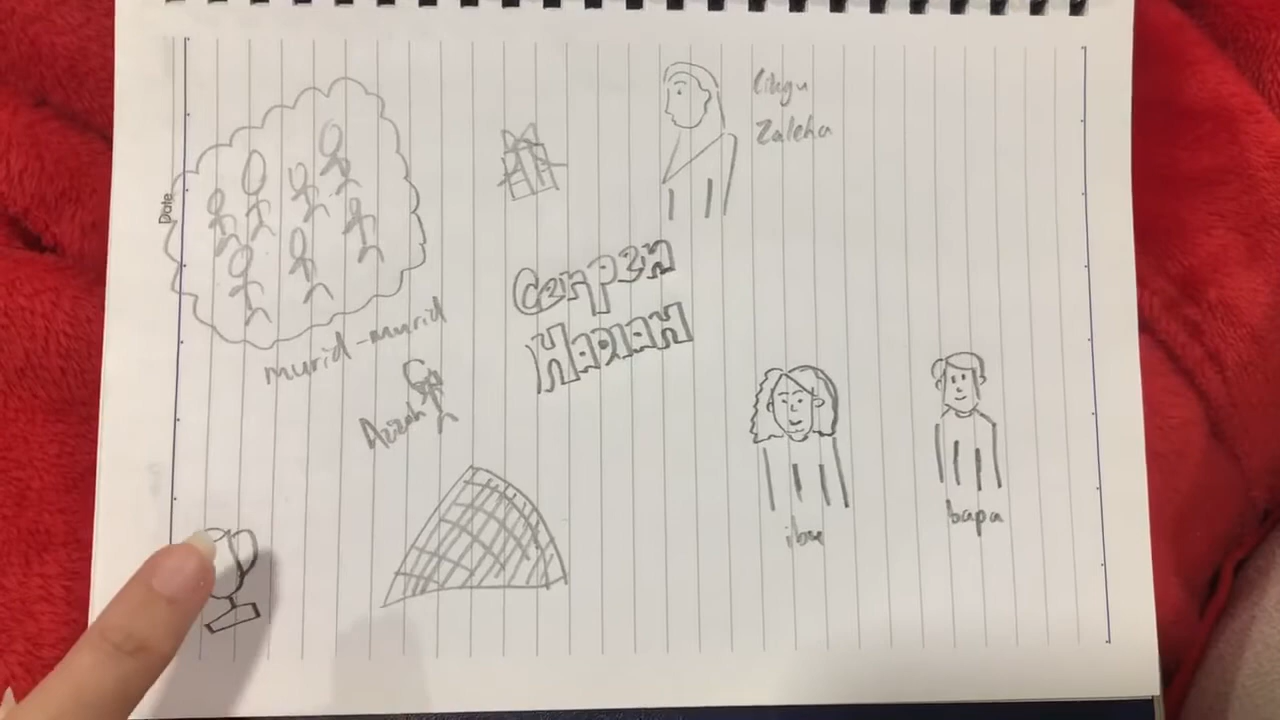 Date
Cikgu
Zaleha
Cerpen
Hadiah
murid-murid
Azizah
ibu
bapa